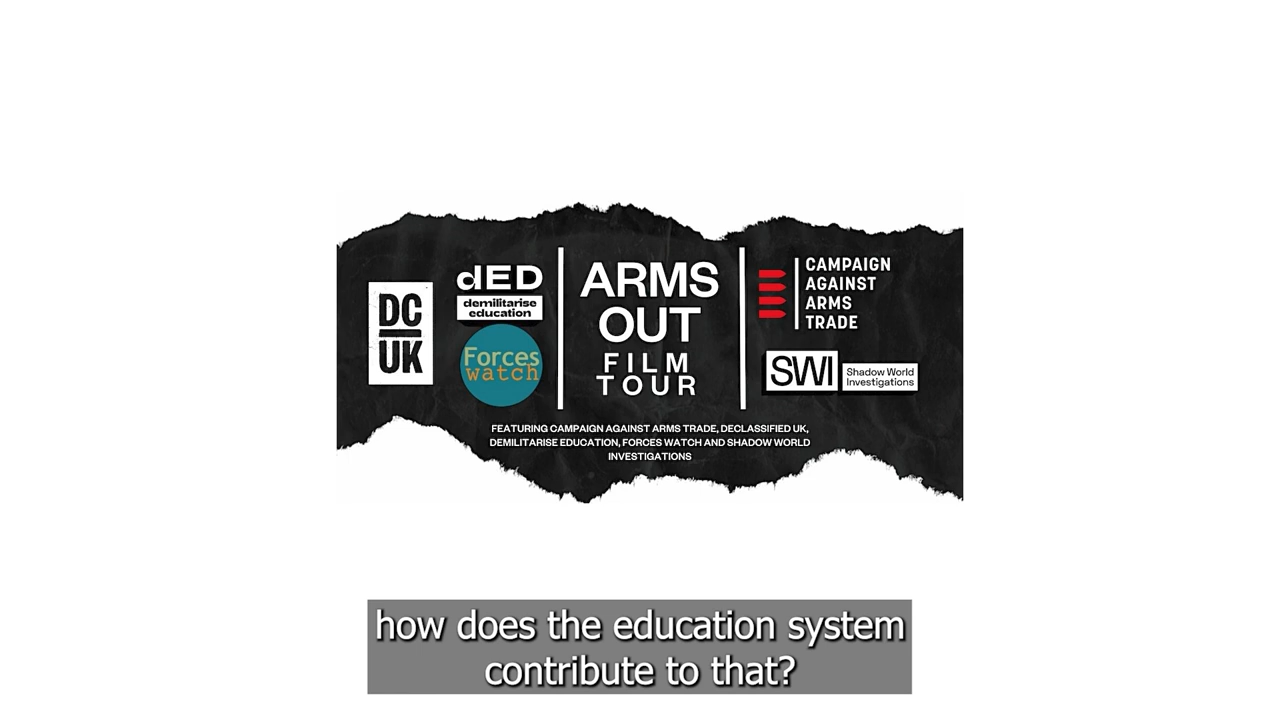 DC
UK
dED
demilitarise
education
Forces
watch
ARMS
OUT
FILM
TOUR
CAMPAIGN
AGAINST
ARMS
TRADE
SWI
Shadow World
Investigations
FEATURING CAMPAIGN AGAINST ARMS TRADE, DECLASSIFIED UK,
DEMILITARISE EDUCATION, FORCES WATCH AND SHADOW WORLD
INVESTIGATIONS
how does the education system
contribute to that?